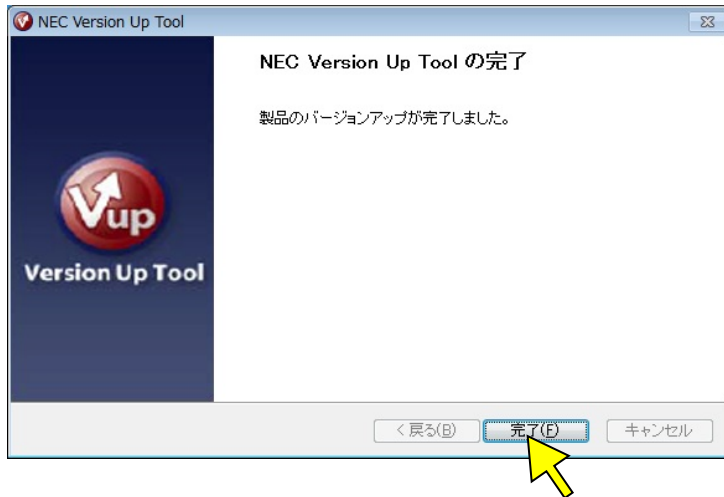 NEC Version Up Tool
NEC Version Up Tool の完了
製品のバージョンアップが完了しました。
Vup
Version Up Tool
< 戻る(B)
完了(F)
キャンセル